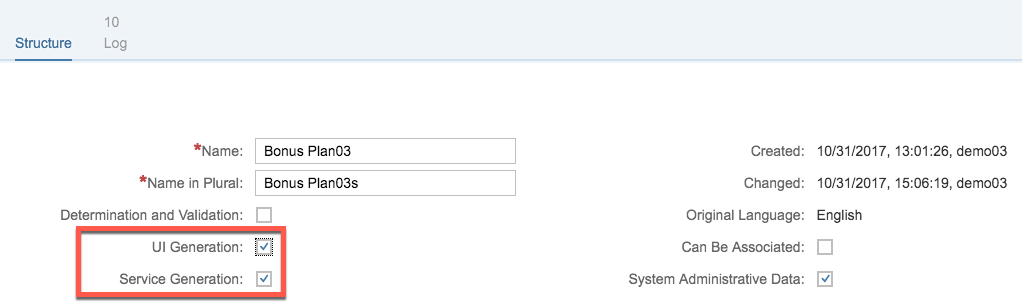 10
Structure Log
*Name: Bonus Plan03 Created: 10/31/2017, 13:01:26, demo03
*Name in Plural: Bonus Plan03s Changed: 10/31/2017, 15:06:19, demo03
Determination and Validation: Original Language: English
UI Generation: Can Be Associated:
Service Generation: System Administrative Data: